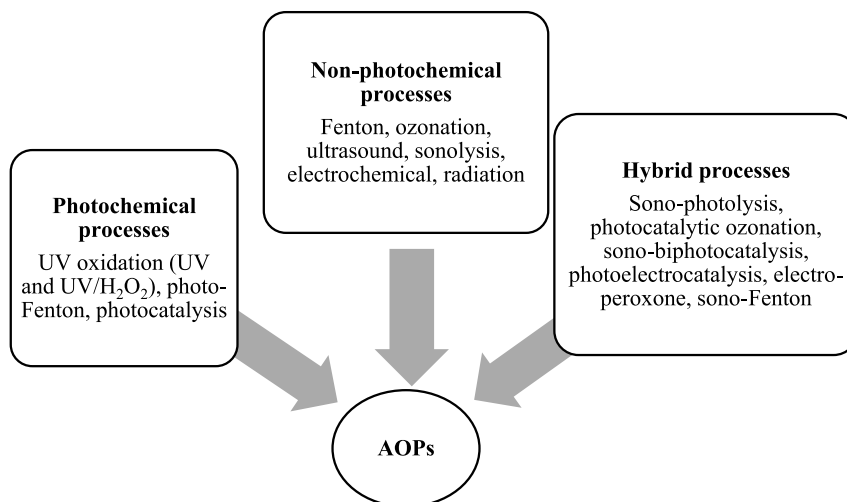 Non-photochemical
processes
Fenton, ozonation,
ultrasound, sonolysis,
electrochemical, radiation
Photochemical
processes
UV oxidation (UV
and UV/H₂O₂), photo-
Fenton, photocatalysis
Hybrid processes
Sono-photolysis,
photocatalytic ozonation,
sono-biphotocatalysis,
photoelectrocatalysis, electro-
peroxone, sono-Fenton
AOPs